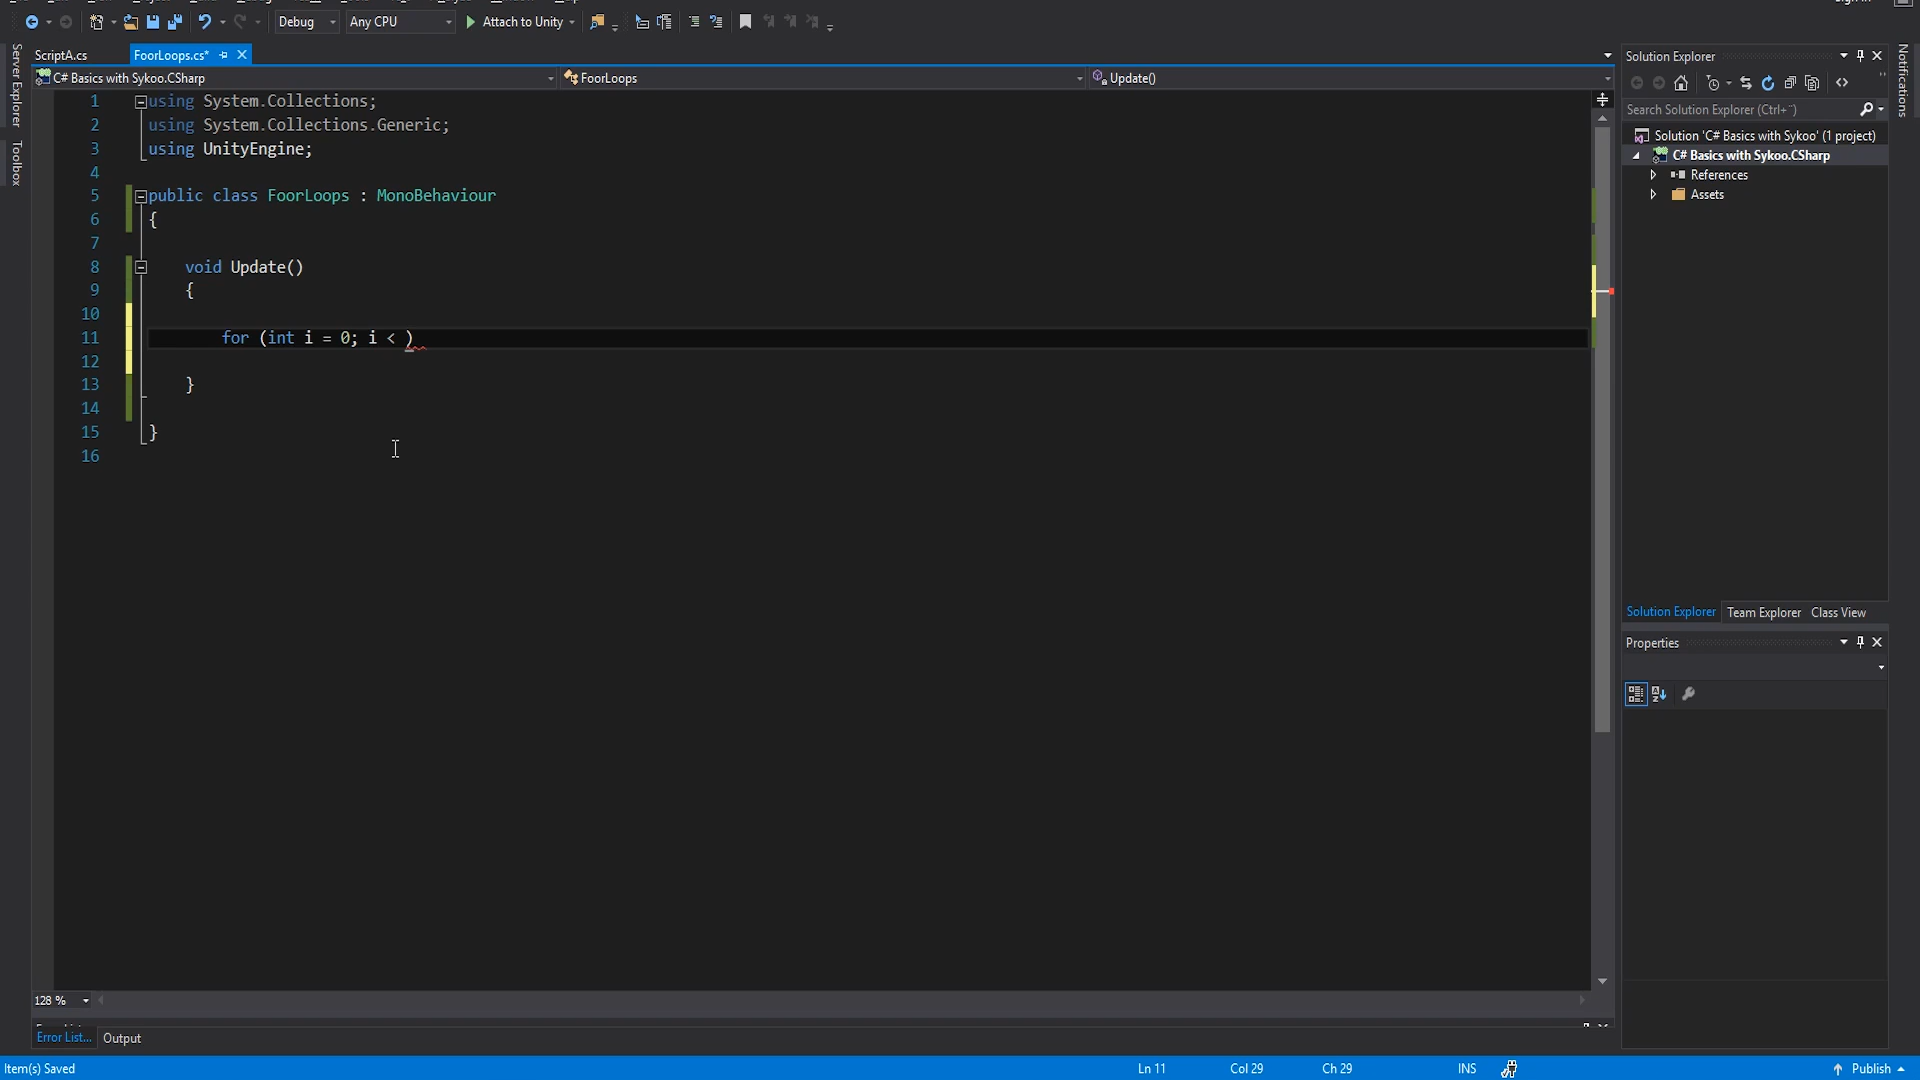 Debug
Any CPU
Attach to Unity
ScriptA.cs
FoorLoops.cs*
C# Basics with Sykoo.CSharp
FoorLoops
Update()
1 using System.Collections;
2 using System.Collections.Generic;
3 using UnityEngine;
4
5 public class FoorLoops : MonoBehaviour
6 {
7
8 void Update()
9 {
10
11 for (int i = 0; i < )
12
13 }
14
15 }
16
128 %
Error List...
Output
Item(s) Saved
Ln 11
Col 29
Ch 29
INS
Publish
Server Explorer
Toolbox
Solution Explorer
Search Solution Explorer (Ctrl+¨)
Solution 'C# Basics with Sykoo' (1 project)
C# Basics with Sykoo.CSharp
References
Assets
Solution Explorer
Team Explorer
Class View
Properties
Notifications